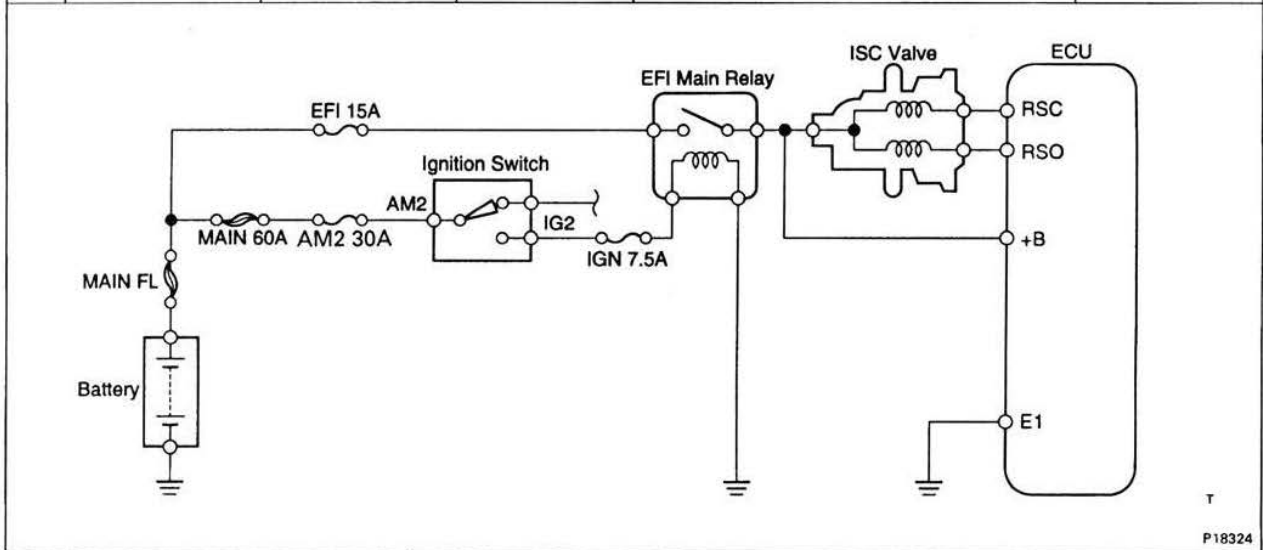 ISC Valve
ECU
EFI Main Relay
EFI 15A
RSC
RSO
Ignition Switch
AM2
IG2
MAIN 60A
AM2 30A
IGN 7.5A
+B
MAIN FL
Battery
E1
T
P18324